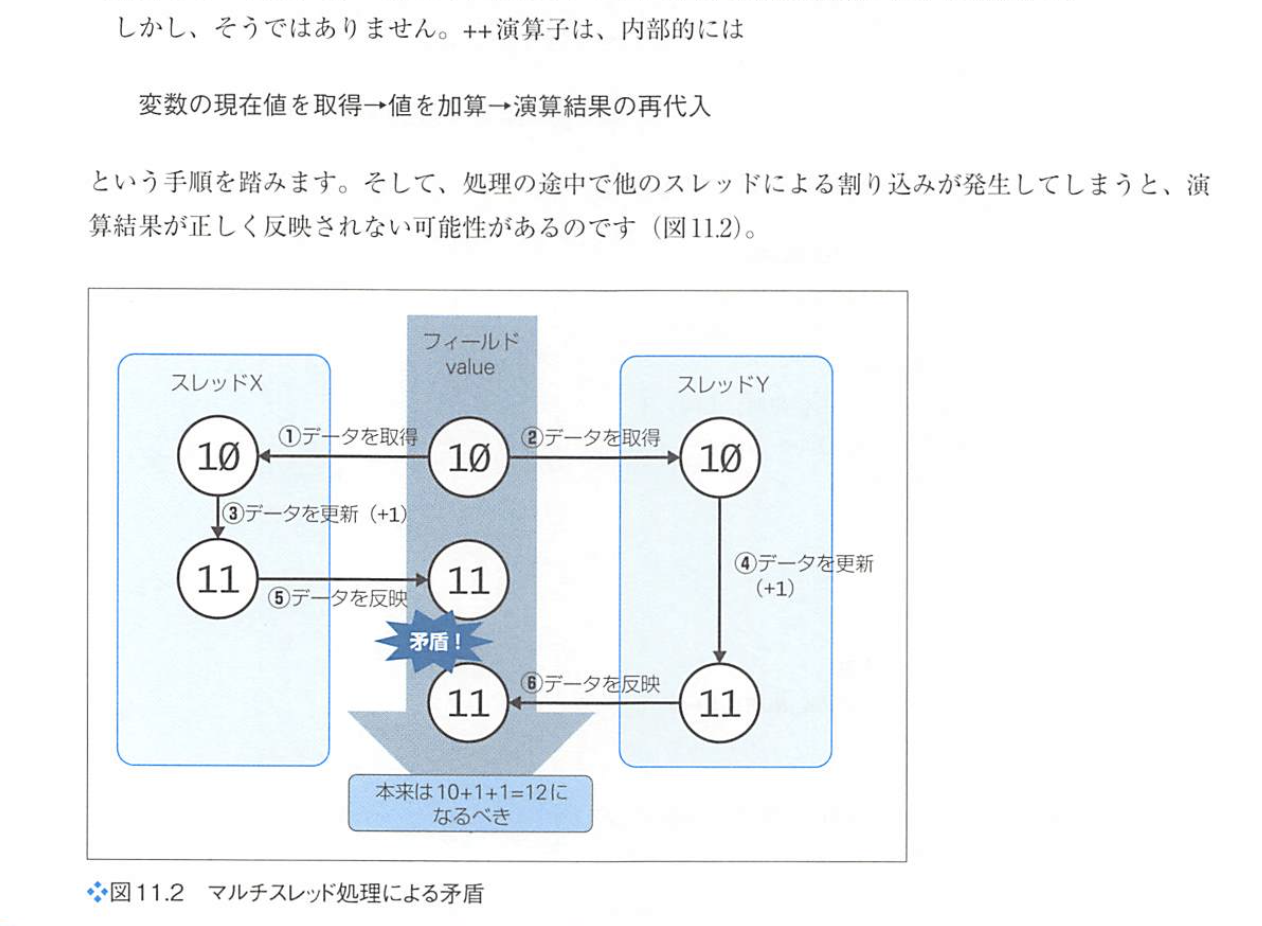 しかし、そうではありません。++演算子は、内部的には
変数の現在値を取得→値を加算→演算結果の再代入
という手順を踏みます。そして、処理の途中で他のスレッドによる割り込みが発生してしまうと、演
算結果が正しく反映されない可能性があるのです（図11.2）。
フィールド
value
スレッドX
スレッドY
①データを取得
②データを取得
10
10
10
③データを更新（+1）
④データを更新
（+1）
11
11
⑤データを反映
矛盾！
⑥データを反映
11
11
本来は10+1+1=12に
なるべき
図11.2 マルチスレッド処理による矛盾